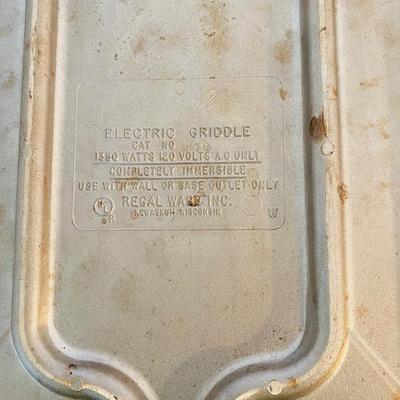 ELECTRIC GRIDDLE
CAT NO
1350 WATTS 120 VOLTS A C ONLY
COMPLETELY IMMERSIBLE
USE WITH WALL OR BASE OUTLET ONLY
UL REGAL WARE INC.
R KEWASKUM WISCONSIN W